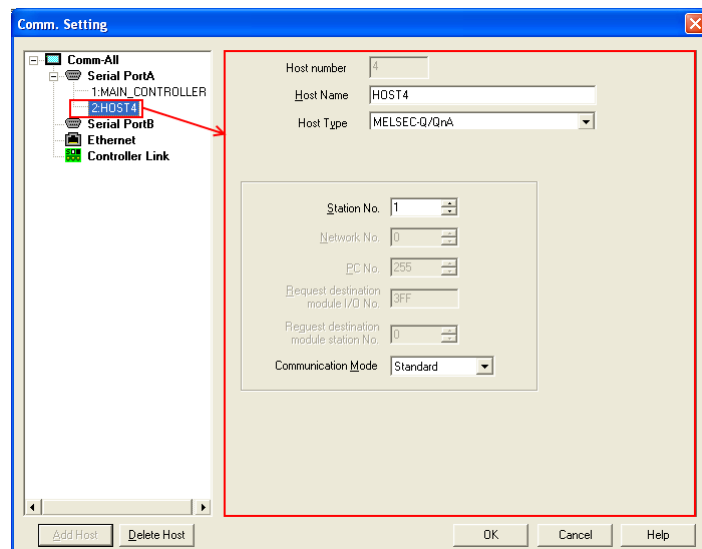 Comm. Setting
Comm-All
Serial PortA
1:MAIN_CONTROLLER
2:HOST4
Serial PortB
Ethernet
Controller Link
Host number 4
Host Name HOST4
Host Type MELSEC-Q/QnA
Station No. 1
Network No. 0
PC No. 255
Request destination
module I/O No. 3FF
Request destination
module station No. 0
Communication Mode Standard
Add Host Delete Host OK Cancel Help